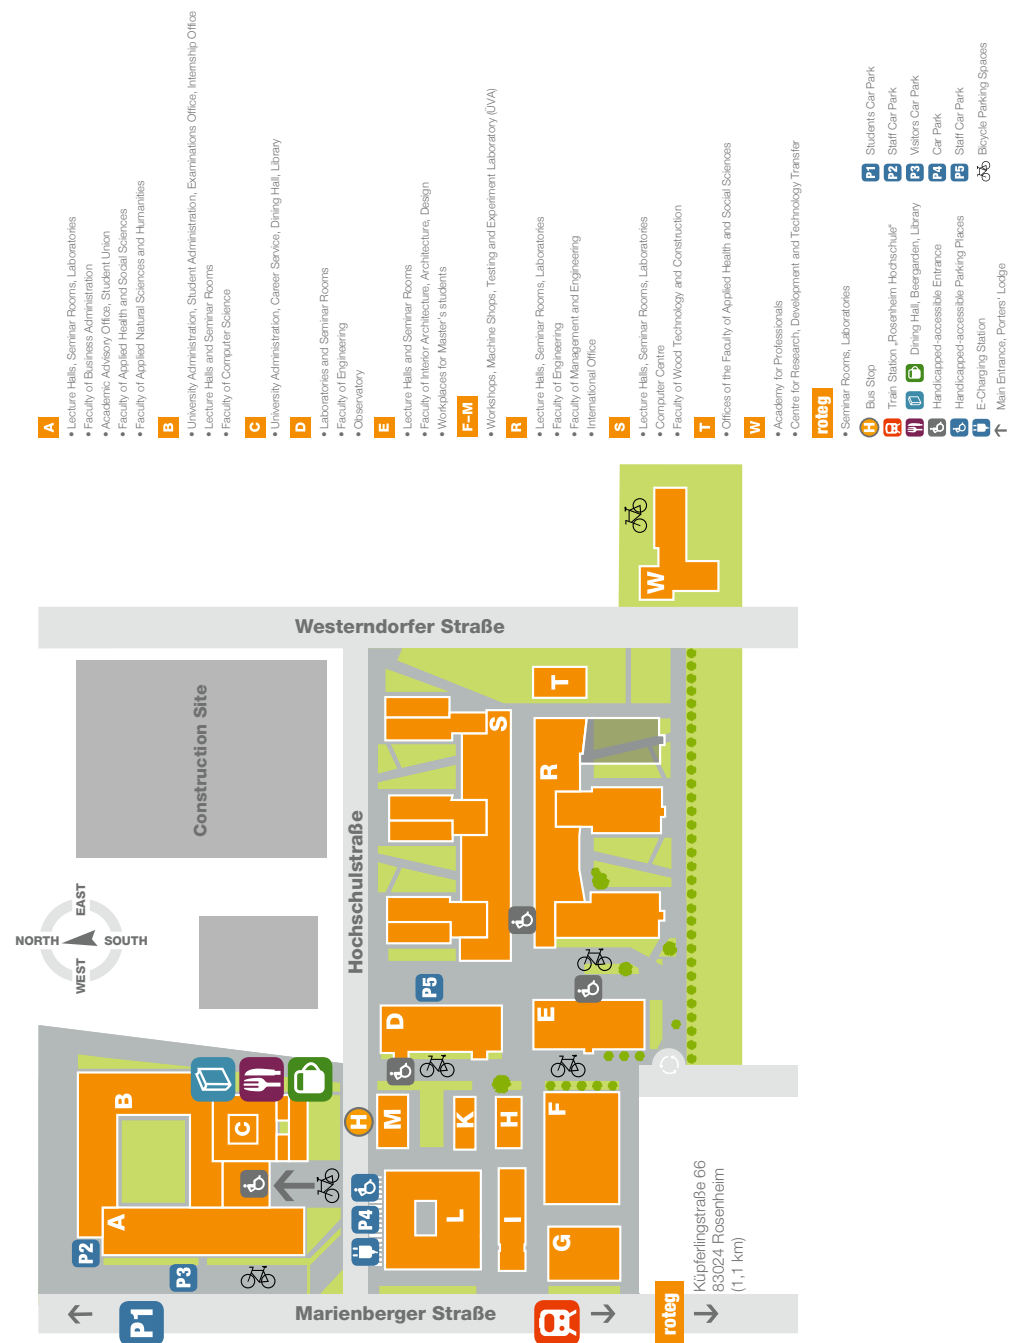 A
• Lecture Halls, Seminar Rooms, Laboratories
• Faculty of Business Administration
• Academic Advisory Office, Student Union
• Faculty of Applied Health and Social Sciences
• Faculty of Applied Natural Sciences and Humanities
B
• University Administration, Student Administration, Examinations Office, Internship Office
• Lecture Halls and Seminar Rooms
• Faculty of Computer Science
C
• University Administration, Career Service, Dining Hall, Library
D
• Laboratories and Seminar Rooms
• Faculty of Engineering
• Observatory
E
• Lecture Halls and Seminar Rooms
• Faculty of Interior Architecture, Architecture, Design
• Workplaces for Master's students
F–M
• Workshops, Machine Shops, Testing and Experiment Laboratory (ÜVA)
R
• Lecture Halls, Seminar Rooms, Laboratories
• Faculty of Engineering
• Faculty of Management and Engineering
• International Office
S
• Lecture Halls, Seminar Rooms, Laboratories
• Computer Centre
• Faculty of Wood Technology and Construction
T
• Offices of the Faculty of Applied Health and Social Sciences
W
• Academy for Professionals
• Centre for Research, Development and Technology Transfer
roteg
• Seminar Rooms, Laboratories
H Bus Stop
Train Station „Rosenheim Hochschule"
Dining Hall, Beergarden, Library
Handicapped-accessible Entrance
Handicapped-accessible Parking Places
E-Charging Station
Main Entrance, Porters' Lodge
P1 Students Car Park
P2 Staff Car Park
P3 Visitors Car Park
P4 Car Park
P5 Staff Car Park
Bicycle Parking Spaces
Westerndorfer Straße
Construction Site
Hochschulstraße
NORTH
EAST
SOUTH
WEST
W
T
S
R
P5
D
E
B
C
A
H
M
K
H
F
L
I
G
P2
P3
P4
P1
Marienberger Straße
roteg
Küpferlingstraße 66
83024 Rosenheim
(1,1 km)